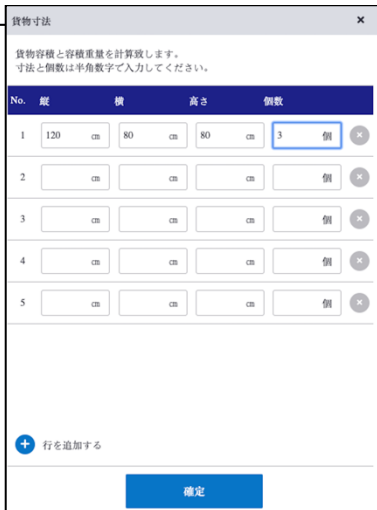 貨物寸法 ×
貨物容積と容積重量を計算致します。
寸法と個数は半角数字で入力してください。
No. 縦 横 高さ 個数
1 120 ㎝ 80 ㎝ 80 ㎝ 3 個 ×
2 ㎝ ㎝ ㎝ 個 ×
3 ㎝ ㎝ ㎝ 個 ×
4 ㎝ ㎝ ㎝ 個 ×
5 ㎝ ㎝ ㎝ 個 ×
+ 行を追加する
確定